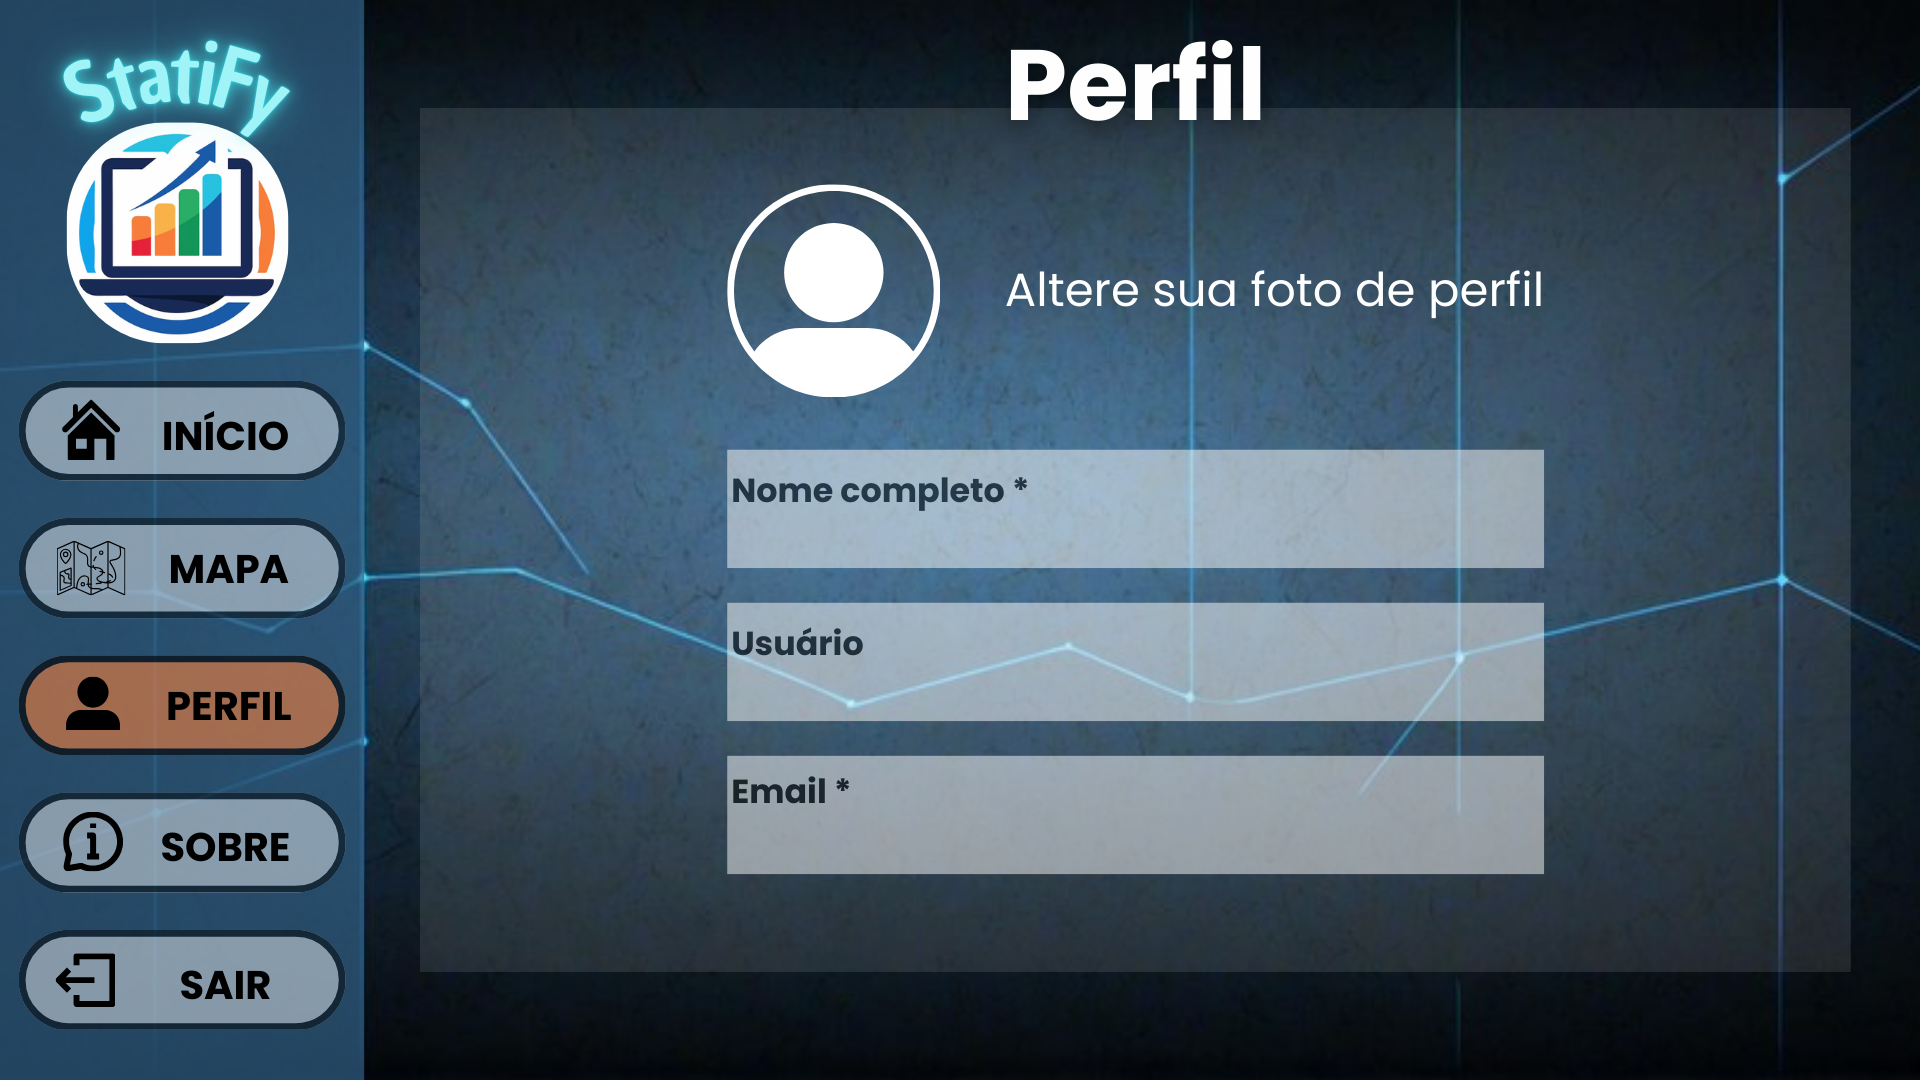 StatiFy
INÍCIO
MAPA
PERFIL
SOBRE
SAIR
Perfil
Altere sua foto de perfil
Nome completo *
Usuário
Email *